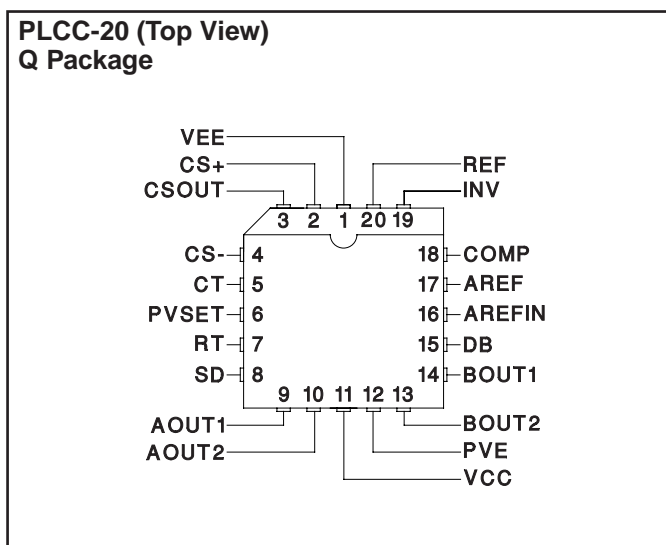 PLCC-20 (Top View)
Q Package
VEE
CS+
CSOUT
REF
INV
3 2 1 20 19
CS- 4
CT 5
PVSET 6
RT 7
SD 8
18 COMP
17 AREF
16 AREFIN
15 DB
14 BOUT1
9 10 11 12 13
AOUT1
AOUT2
BOUT2
PVE
VCC